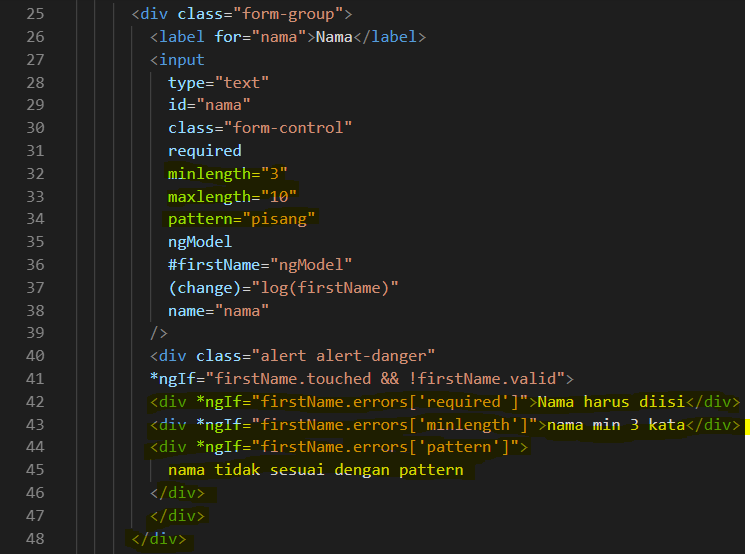 25 <div class="form-group">
26 <label for="nama">Nama</label>
27 <input
28 type="text"
29 id="nama"
30 class="form-control"
31 required
32 minlength="3"
33 maxlength="10"
34 pattern="pisang"
35 ngModel
36 #firstName="ngModel"
37 (change)="log(firstName)"
38 name="nama"
39 />
40 <div class="alert alert-danger"
41 *ngIf="firstName.touched && !firstName.valid">
42 <div *ngIf="firstName.errors['required']">Nama harus diisi</div>
43 <div *ngIf="firstName.errors['minlength']">nama min 3 kata</div>
44 <div *ngIf="firstName.errors['pattern']">
45 nama tidak sesuai dengan pattern
46 </div>
47 </div>
48 </div>